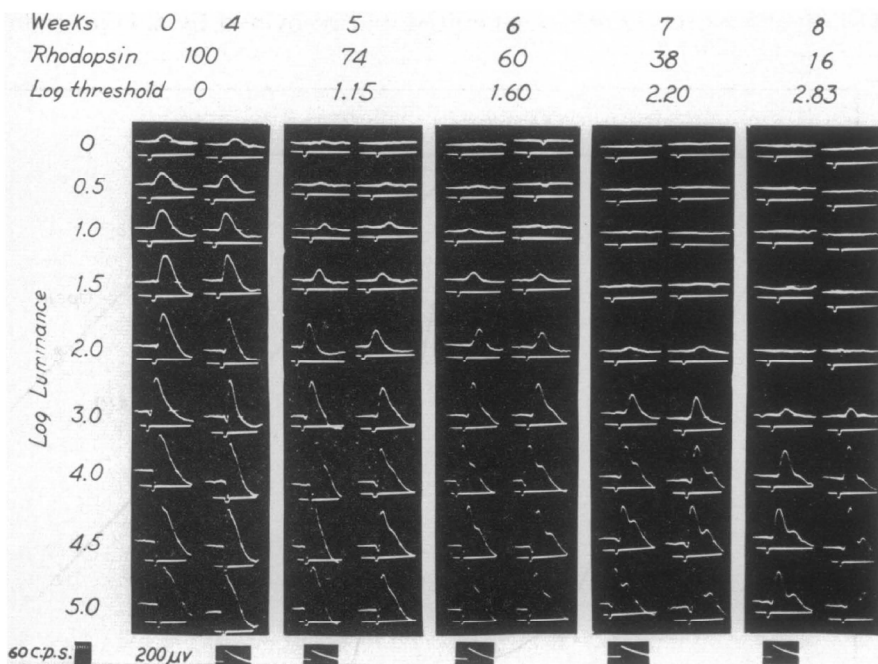 Weeks 0 4 5 6 7 8
Rhodopsin 100 74 60 38 16
Log threshold 0 1.15 1.60 2.20 2.83
0
0.5
1.0
1.5
2.0
3.0
4.0
4.5
5.0
Log Luminance
60 c.p.s. 200 μv